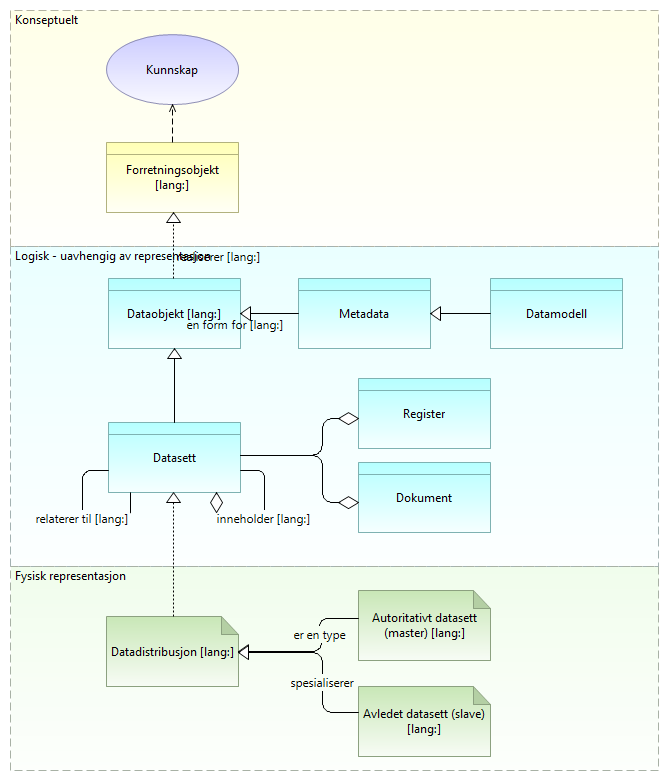 Konseptuelt
Kunnskap
Forretningsobjekt
[lang:]
Logisk - uavhengig av representasjon
realiserer [lang:]
Dataobjekt [lang:]
Metadata
Datamodell
en form for [lang:]
Register
Datasett
Dokument
relaterer til [lang:]
inneholder [lang:]
Fysisk representasjon
Autoritativt datasett
(master) [lang:]
er en type
Datadistribusjon [lang:]
spesialiserer
Avledet datasett (slave)
[lang:]